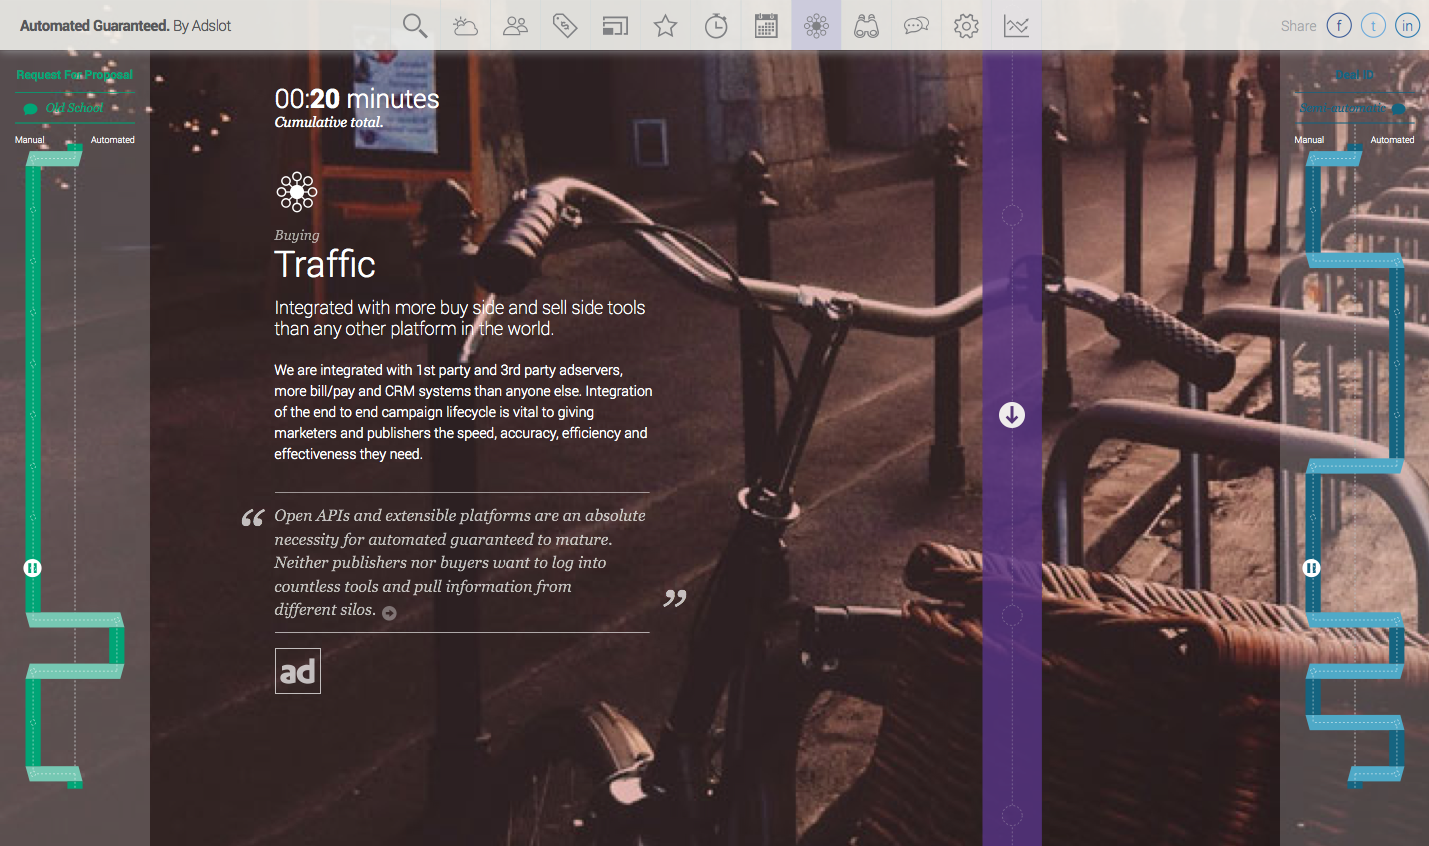 Automated Guaranteed. By Adslot
Share f t in
Request For Proposal
Old School
Manual Automated
00:20 minutes
Cumulative total.
Buying
Traffic
Integrated with more buy side and sell side tools
than any other platform in the world.
We are integrated with 1st party and 3rd party adservers,
more bill/pay and CRM systems than anyone else. Integration
of the end to end campaign lifecycle is vital to giving
marketers and publishers the speed, accuracy, efficiency and
effectiveness they need.
“ Open APIs and extensible platforms are an absolute
necessity for automated guaranteed to mature.
Neither publishers nor buyers want to log into
countless tools and pull information from
different silos. ”
ad
Deal ID
Semi-automatic
Manual Automated